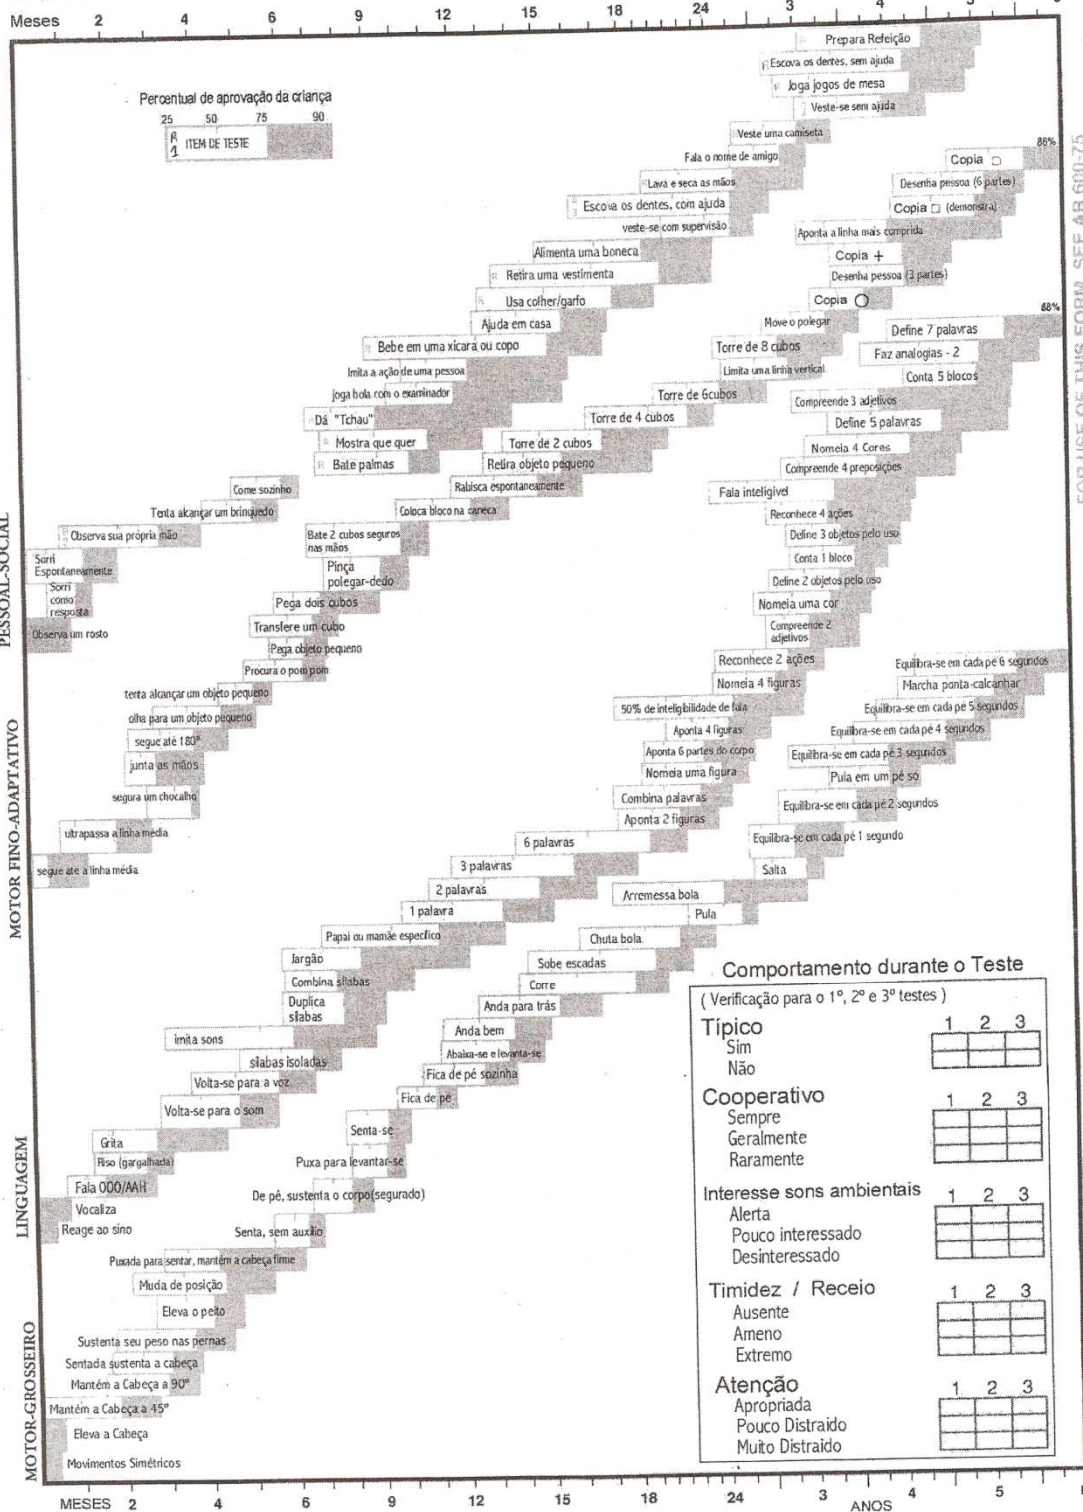 Meses 2 4 6 9 12 15 18 24 3 4 5 6
Percentual de aprovação da criança
25 50 75 90
R
1
ITEM DE TESTE
PESSOAL-SOCIAL
Prepara Refeição
Escova os dentes, sem ajuda
Joga jogos de mesa
Veste-se sem ajuda
Veste uma camiseta
Fala o nome de amigo
Lava e seca as mãos
Escova os dentes, com ajuda
veste-se com supervisão
Alimenta uma boneca
R Retira uma vestimenta
R Usa colher/garfo
Ajuda em casa
R Bebe em uma xicara ou copo
Imita a ação de uma pessoa
joga bola com o examinador
R Dá "Tchau"
R Mostra que quer
R Bate palmas
Come sozinho
Tenta alcançar um brinquedo
Observa sua própria mão
Sorri
Espontaneamente
Sorri
como
resposta
Observa um rosto
MOTOR FINO-ADAPTATIVO
88%
Copia □
Desenha pessoa (6 partes)
Copia □ (demonstra)
Aponta a linha mais comprida
Copia +
Desenha pessoa (3 partes)
Copia ○
Move o polegar
Torre de 8 cubos
Limita uma linha vertical
Torre de 6cubos
Torre de 4 cubos
Torre de 2 cubos
Retira objeto pequeno
Rabisca espontaneamente
Coloca bloco na caneca
Bate 2 cubos seguros
nas mãos
Pinça
polegar-dedo
Pega dois cubos
Transfere um cubo
Pega objeto pequeno
Procura o pom pom
tenta alcançar um objeto pequeno
olha para um objeto pequeno
segue até 180º
junta as mãos
segura um chocalho
ultrapassa a linha média
segue até a linha média
LINGUAGEM
88%
Define 7 palavras
Faz analogias - 2
Conta 5 blocos
Compreende 3 adjetivos
Define 5 palavras
Nomeia 4 Cores
Compreende 4 preposições
Fala inteligível
Reconhece 4 ações
Define 3 objetos pelo uso
Conta 1 bloco
Define 2 objetos pelo uso
Nomeia uma cor
Compreende 2
adjetivos
Reconhece 2 ações
Nomeia 4 figuras
50% de inteligibilidade de fala
Aponta 4 figuras
Aponta 6 partes do corpo
Nomeia uma figura
Combina palavras
Aponta 2 figuras
6 palavras
3 palavras
2 palavras
1 palavra
Papai ou mamãe específico
Jargão
Combina sílabas
Duplica
sílabas
imita sons
sílabas isoladas
Volta-se para a voz
Volta-se para o som
Grita
Riso (gargalhada)
Fala OOO/AAH
Vocaliza
Reage ao sino
MOTOR-GROSSEIRO
Equilibra-se em cada pé 6 segundos
Marcha ponta-calcanhar
Equilibra-se em cada pé 5 segundos
Equilibra-se em cada pé 4 segundos
Equilibra-se em cada pé 3 segundos
Pula em um pé só
Equilibra-se em cada pé 2 segundos
Equilibra-se em cada pé 1 segundo
Salta
Arremessa bola
Pula
Chuta bola
Sobe escadas
Corre
Anda para trás
Anda bem
Abaixa-se e levanta-se
Fica de pé sozinha
Fica de pé
Senta-se
Puxa para levantar-se
De pé, sustenta o corpo(segurado)
Senta, sem auxílio
Puxada para sentar, mantém a cabeça firme
Muda de posição
Eleva o peito
Sustenta seu peso nas pernas
Sentada sustenta a cabeça
Mantém a Cabeça a 90º
Mantém a Cabeça a 45º
Eleva a Cabeça
Movimentos Simétricos
Comportamento durante o Teste
( Verificação para o 1º, 2º e 3º testes )
Típico 1 2 3
Sim
Não
Cooperativo 1 2 3
Sempre
Geralmente
Raramente
Interesse sons ambientais 1 2 3
Alerta
Pouco interessado
Desinteressado
Timidez / Receio 1 2 3
Ausente
Ameno
Extremo
Atenção 1 2 3
Apropriada
Pouco Distraido
Muito Distraido
MESES 2 4 6 9 12 15 18 24 3 ANOS 4 5
FOR USE OF THIS FORM, SEE AR 600-75